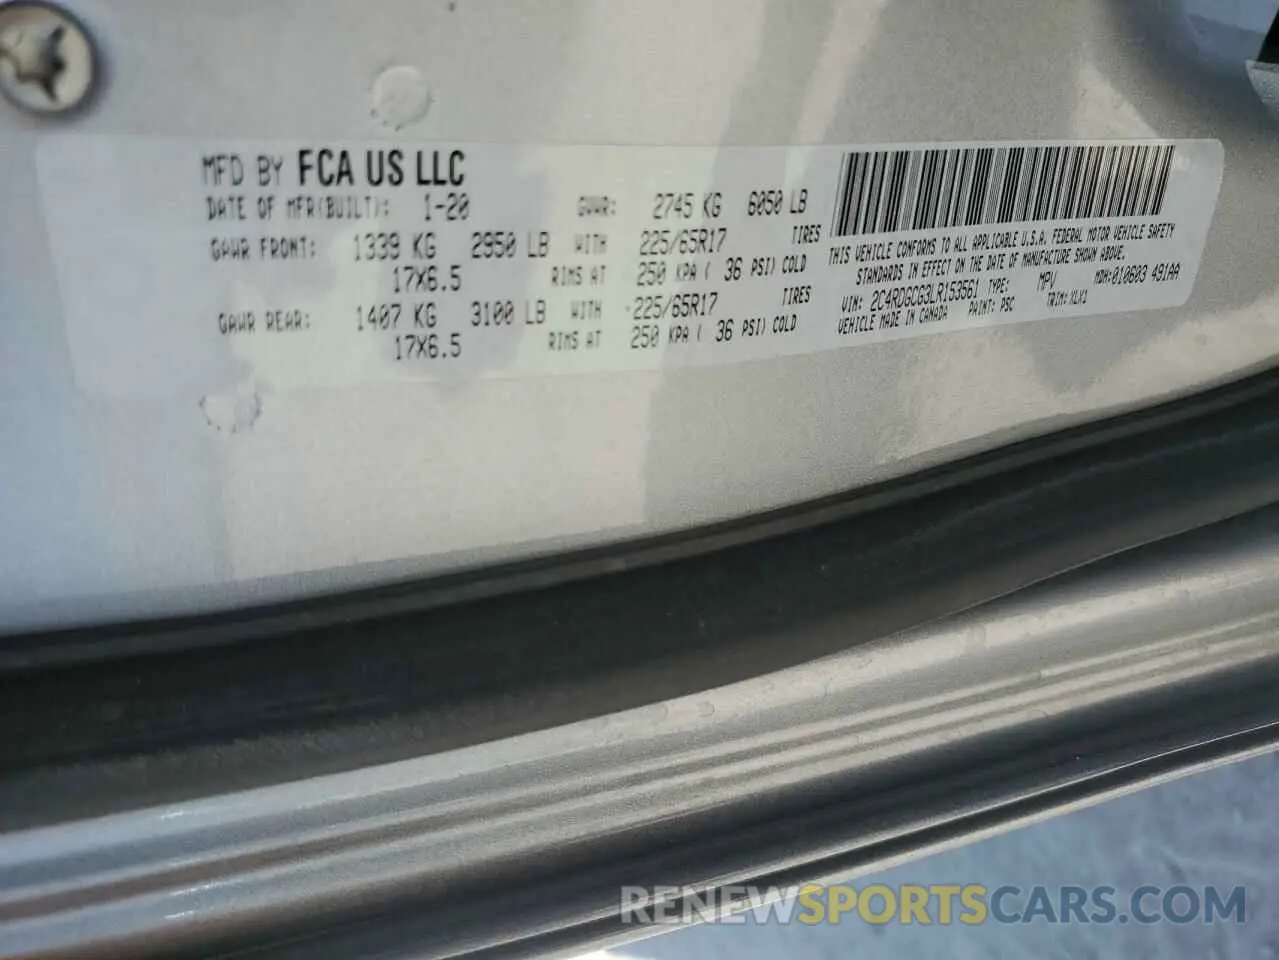 MFD BY FCA US LLC
DATE OF MFR(BUILT): 1-20 GVWR: 2745 KG 6050 LB
GAWR FRONT: 1339 KG 2950 LB WITH 225/65R17 TIRES
17X6.5 RIMS AT 250 KPA ( 36 PSI) COLD
GAWR REAR: 1407 KG 3100 LB WITH 225/65R17 TIRES
17X6.5 RIMS AT 250 KPA ( 36 PSI) COLD
THIS VEHICLE CONFORMS TO ALL APPLICABLE U.S.A. FEDERAL MOTOR VEHICLE SAFETY
STANDARDS IN EFFECT ON THE DATE OF MANUFACTURE SHOWN ABOVE.
VIN: 2C4RDGCG3LR153561 TYPE: MPV MDH:010603 491AA
VEHICLE MADE IN CANADA PAINT: PSC TRIM:XLX1
RENEWSPORTSCARS.COM